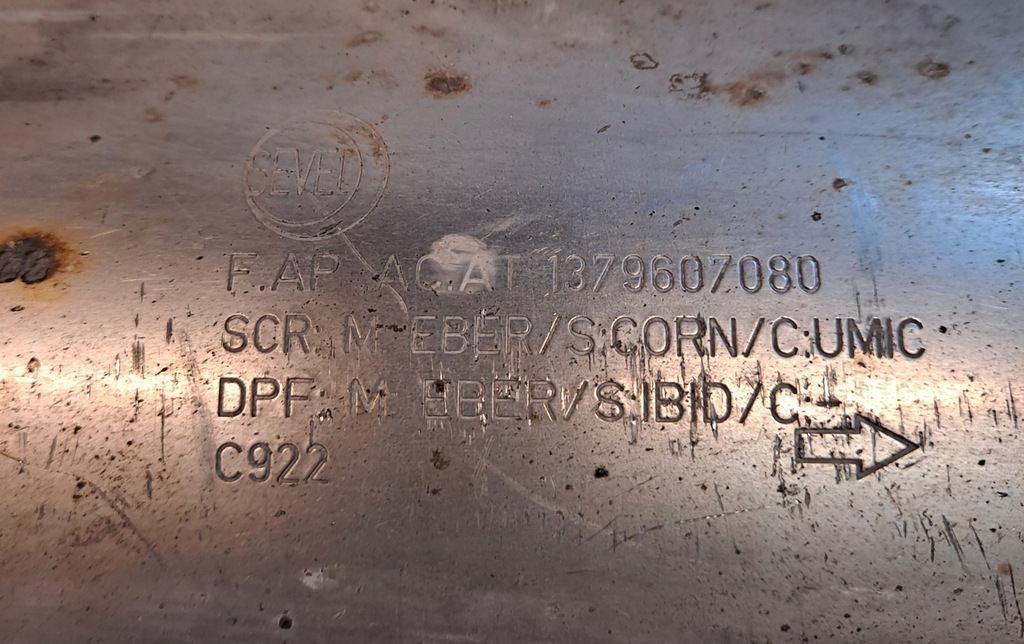 SEVEL
F.AP. AC.AT 1379607080
SCR: M: EBER/S:CORN/C:UMIC
DPF: M: EBER/S:IBID/C:⊥
C922